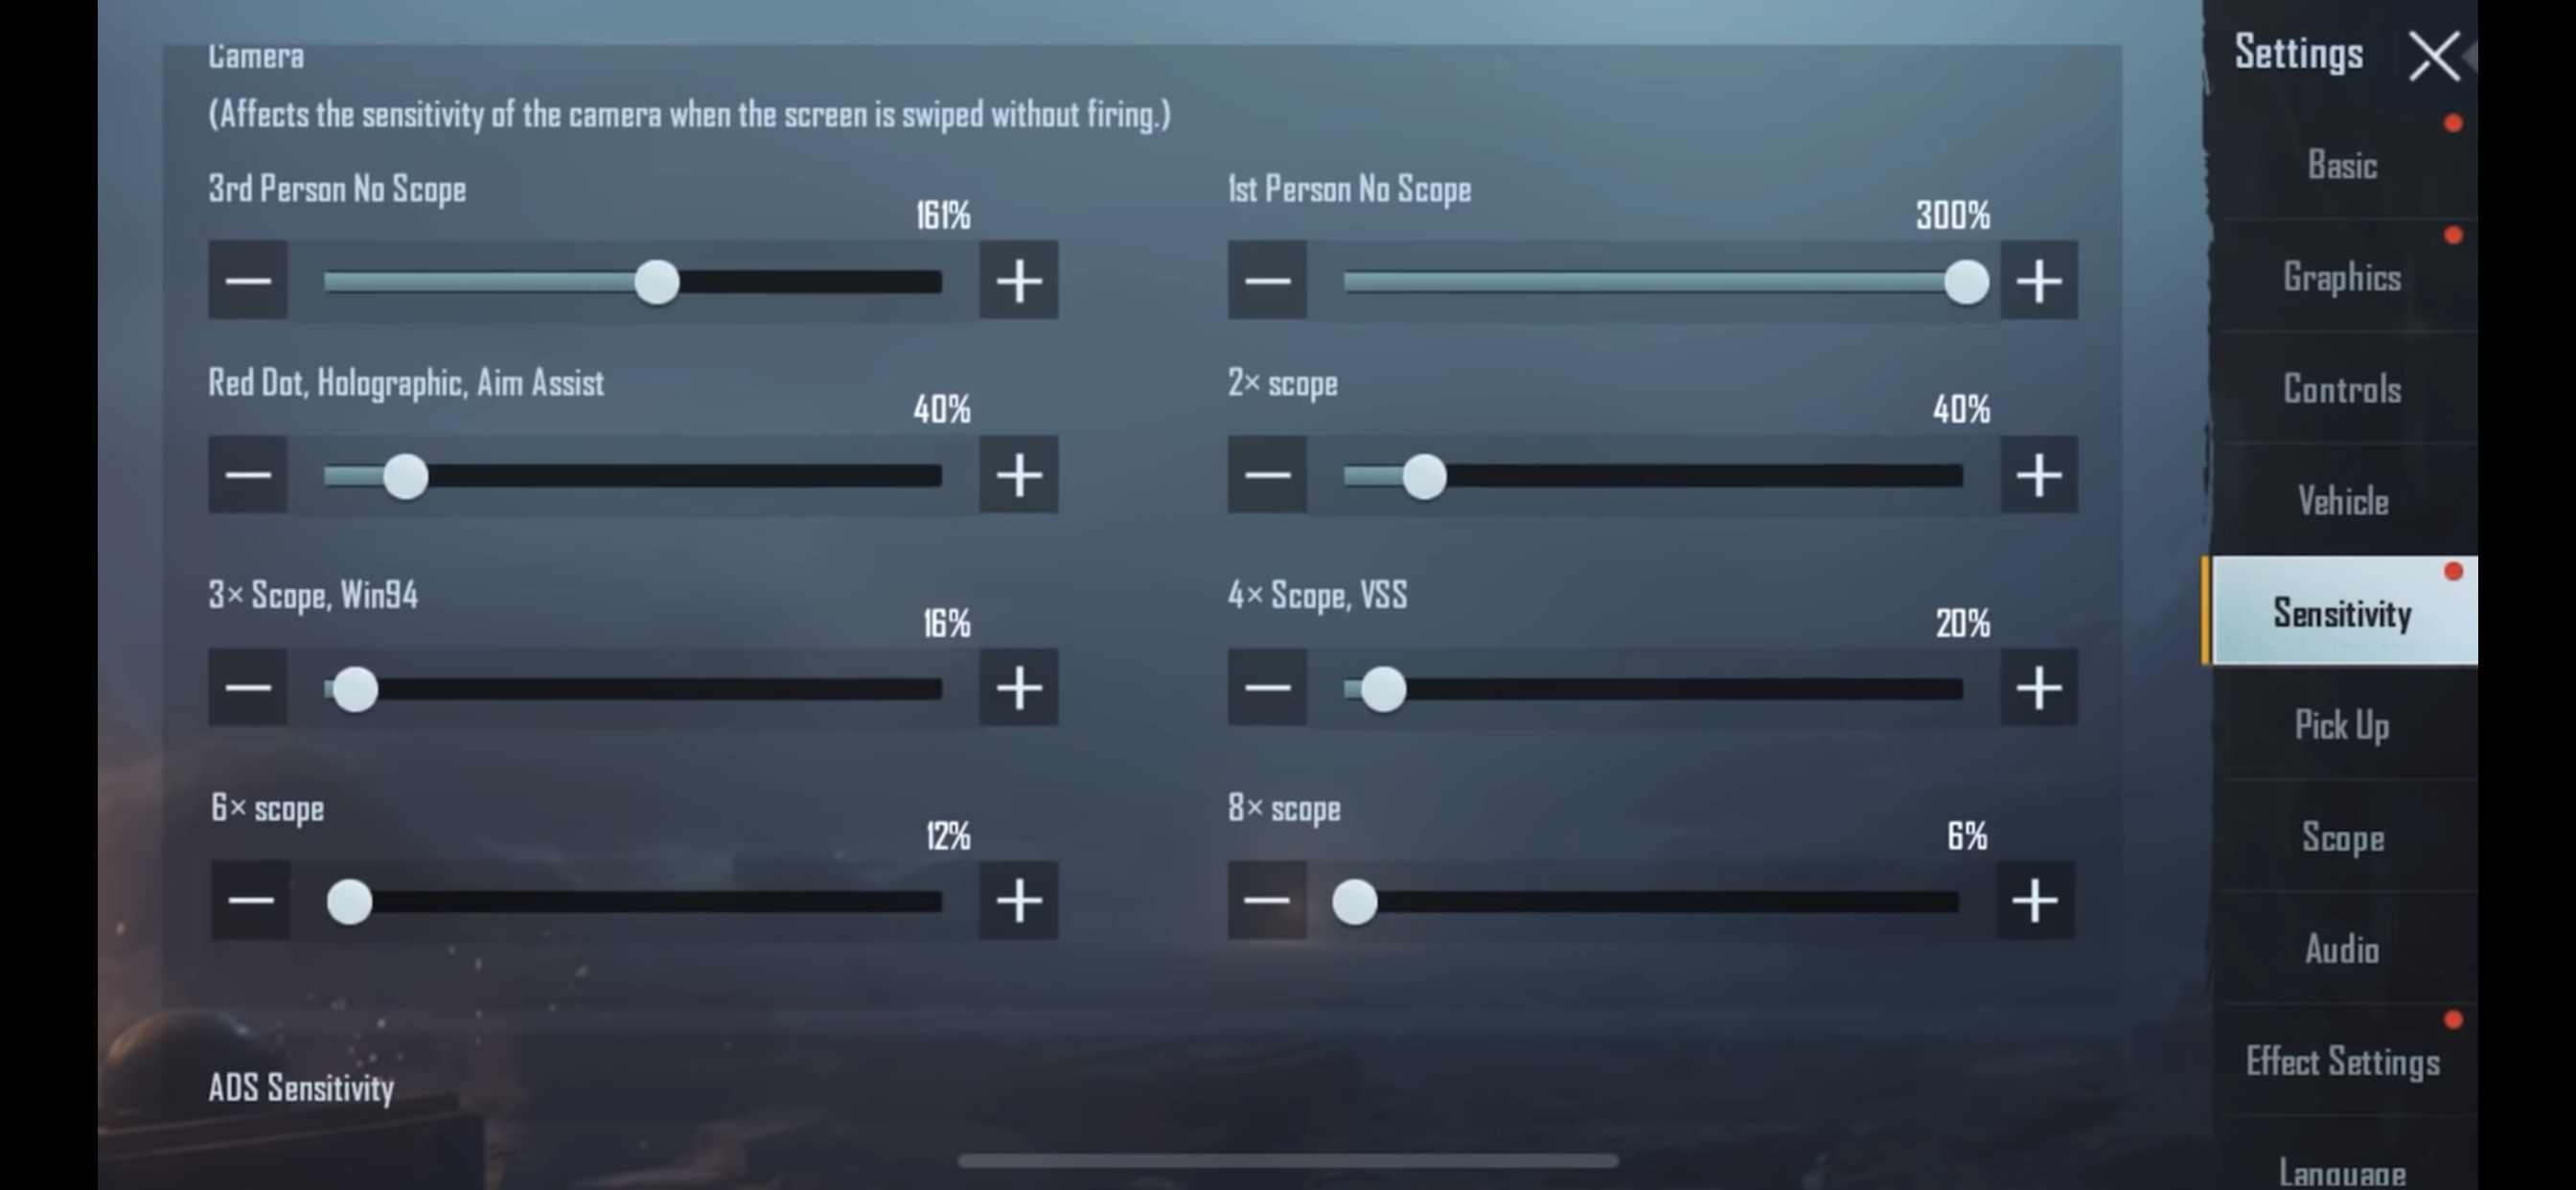 Camera
(Affects the sensitivity of the camera when the screen is swiped without firing.)
3rd Person No Scope
161%
1st Person No Scope
300%
Red Dot, Holographic, Aim Assist
40%
2× scope
40%
3× Scope, Win94
16%
4× Scope, VSS
20%
6× scope
12%
8× scope
6%
ADS Sensitivity
Settings
Basic
Graphics
Controls
Vehicle
Sensitivity
Pick Up
Scope
Audio
Effect Settings
Language